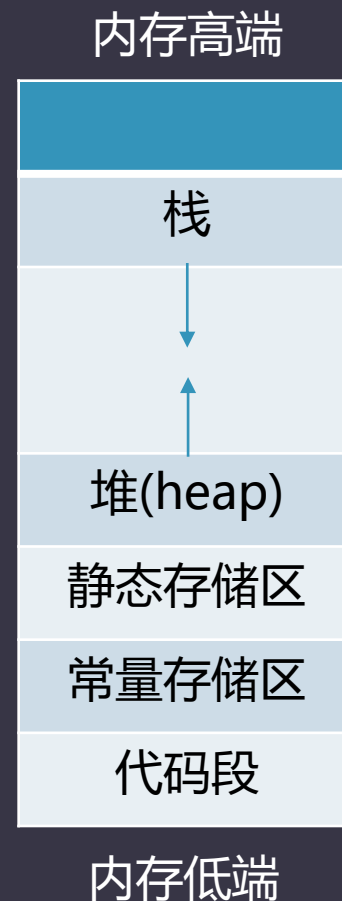 内存高端
栈
堆(heap)
静态存储区
常量存储区
代码段
内存低端